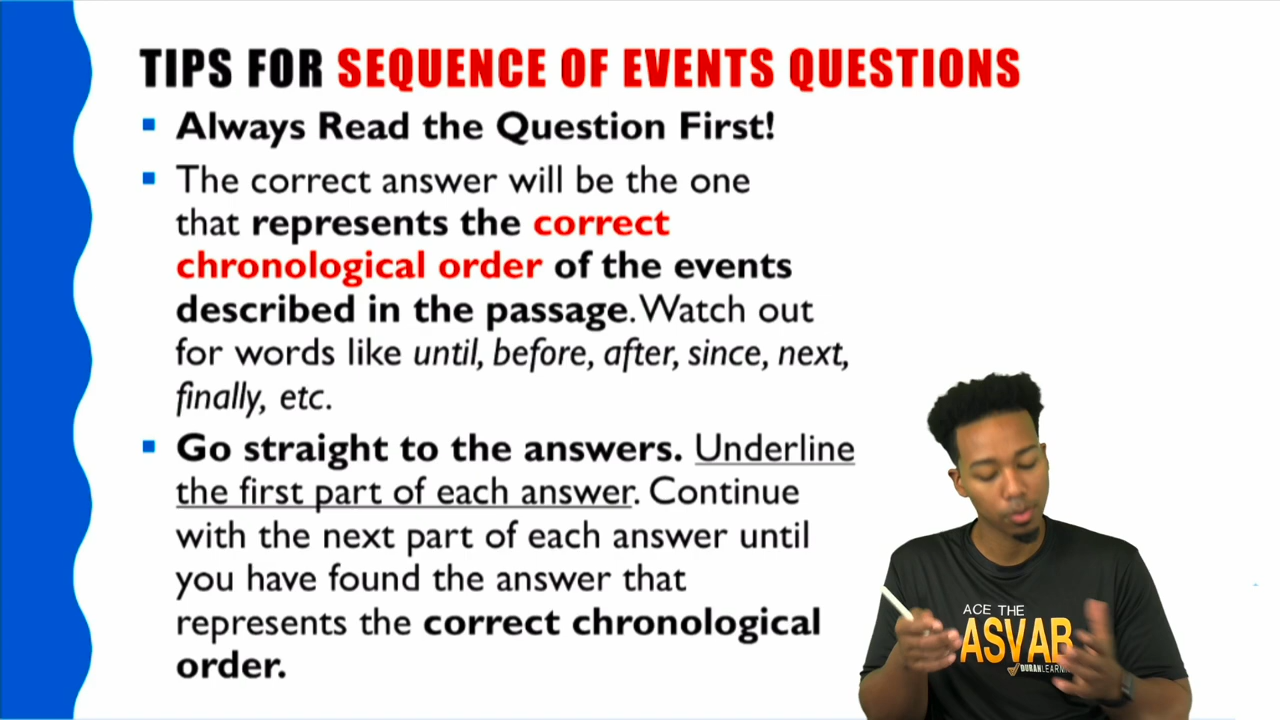 TIPS FOR SEQUENCE OF EVENTS QUESTIONS
Always Read the Question First!
The correct answer will be the one
that represents the correct
chronological order of the events
described in the passage. Watch out
for words like until, before, after, since, next,
finally, etc.
Go straight to the answers. Underline
the first part of each answer. Continue
with the next part of each answer until
you have found the answer that
represents the correct chronological
order.
ACE THE
ASVAB